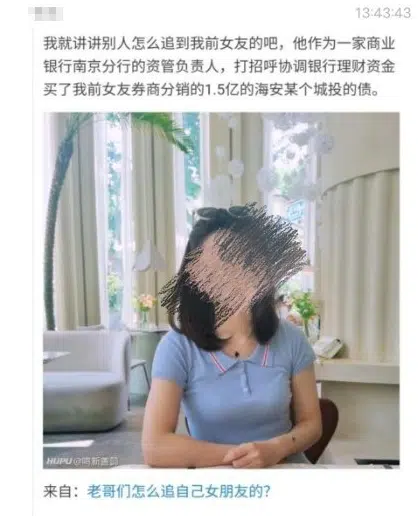 13:43:43
我就讲讲别人怎么追到我前女友的吧，他作为一家商业
银行南京分行的资管负责人，打招呼协调银行理财资金
买了我前女友券商分销的1.5亿的海安某个城投的债。
HUPU@
来自：老哥们怎么追自己女朋友的？